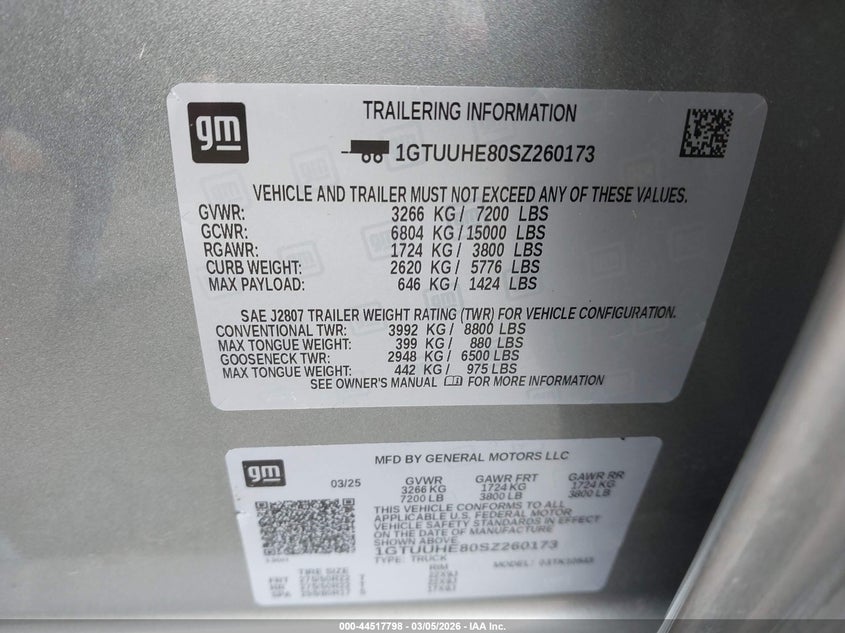 gm
TRAILERING INFORMATION
1GTUUHE80SZ260173
VEHICLE AND TRAILER MUST NOT EXCEED ANY OF THESE VALUES.
GVWR: 3266 KG / 7200 LBS
GCWR: 6804 KG / 15000 LBS
RGAWR: 1724 KG / 3800 LBS
CURB WEIGHT: 2620 KG / 5776 LBS
MAX PAYLOAD: 646 KG / 1424 LBS
SAE J2807 TRAILER WEIGHT RATING (TWR) FOR VEHICLE CONFIGURATION.
CONVENTIONAL TWR: 3992 KG / 8800 LBS
MAX TONGUE WEIGHT: 399 KG / 880 LBS
GOOSENECK TWR: 2948 KG / 6500 LBS
MAX TONGUE WEIGHT: 442 KG / 975 LBS
SEE OWNER'S MANUAL FOR MORE INFORMATION
gm
MFD BY GENERAL MOTORS LLC
03/25
GVWR GAWR FRT GAWR RR
3266 KG 1724 KG 1724 KG
7200 LB 3800 LB 3800 LB
THIS VEHICLE CONFORMS TO ALL
APPLICABLE U.S. FEDERAL MOTOR
VEHICLE SAFETY STANDARDS IN EFFECT
ON THE DATE OF MANUFACTURE
SHOWN ABOVE.
1GTUUHE80SZ260173
TYPE: TRUCK MODEL:
TIRE SIZE RIM
FRT
RR
SPA
000-44517798 - 03/05/2026 - IAA Inc.